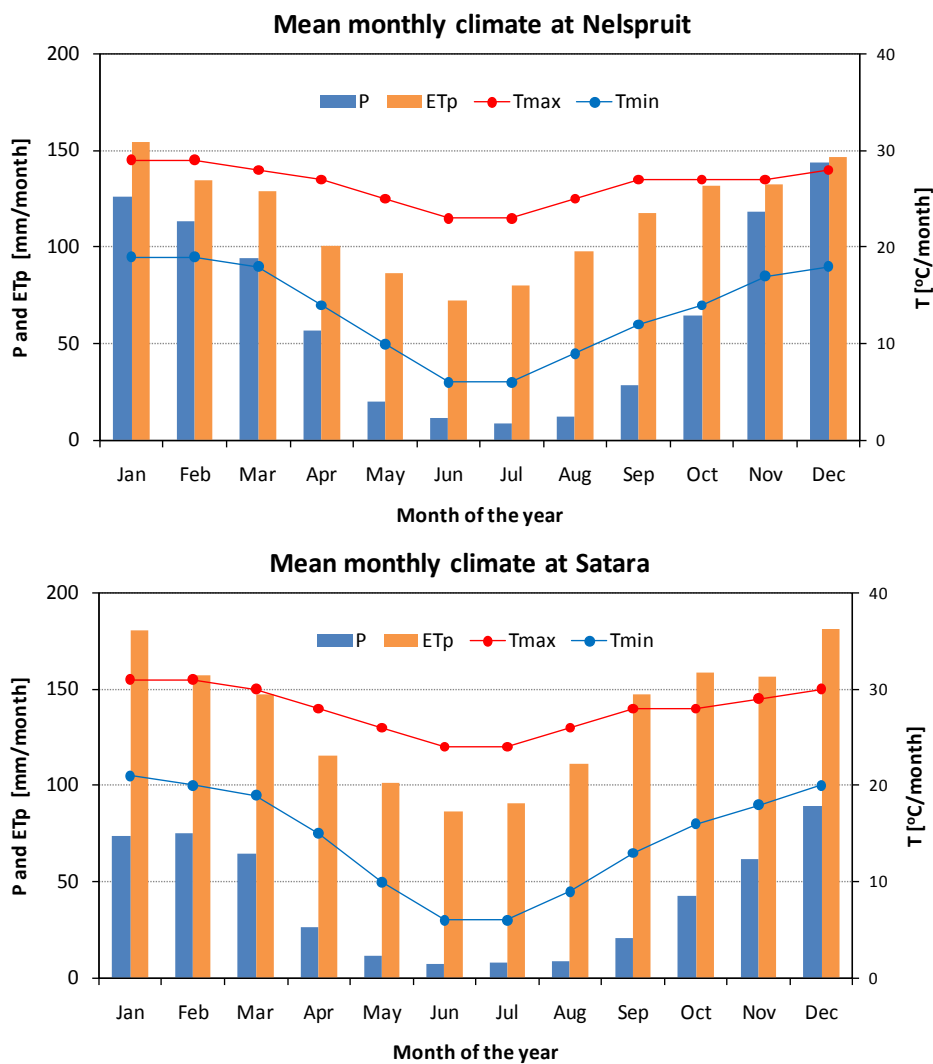 Mean monthly climate at Nelspruit
P ETp Tmax Tmin
P and ETp [mm/month]
200
150
100
50
0
40
30
20
10
0
T [°C/month]
Jan Feb Mar Apr May Jun Jul Aug Sep Oct Nov Dec
Month of the year
Mean monthly climate at Satara
P ETp Tmax Tmin
P and ETp [mm/month]
200
150
100
50
0
40
30
20
10
0
T [°C/month]
Jan Feb Mar Apr May Jun Jul Aug Sep Oct Nov Dec
Month of the year